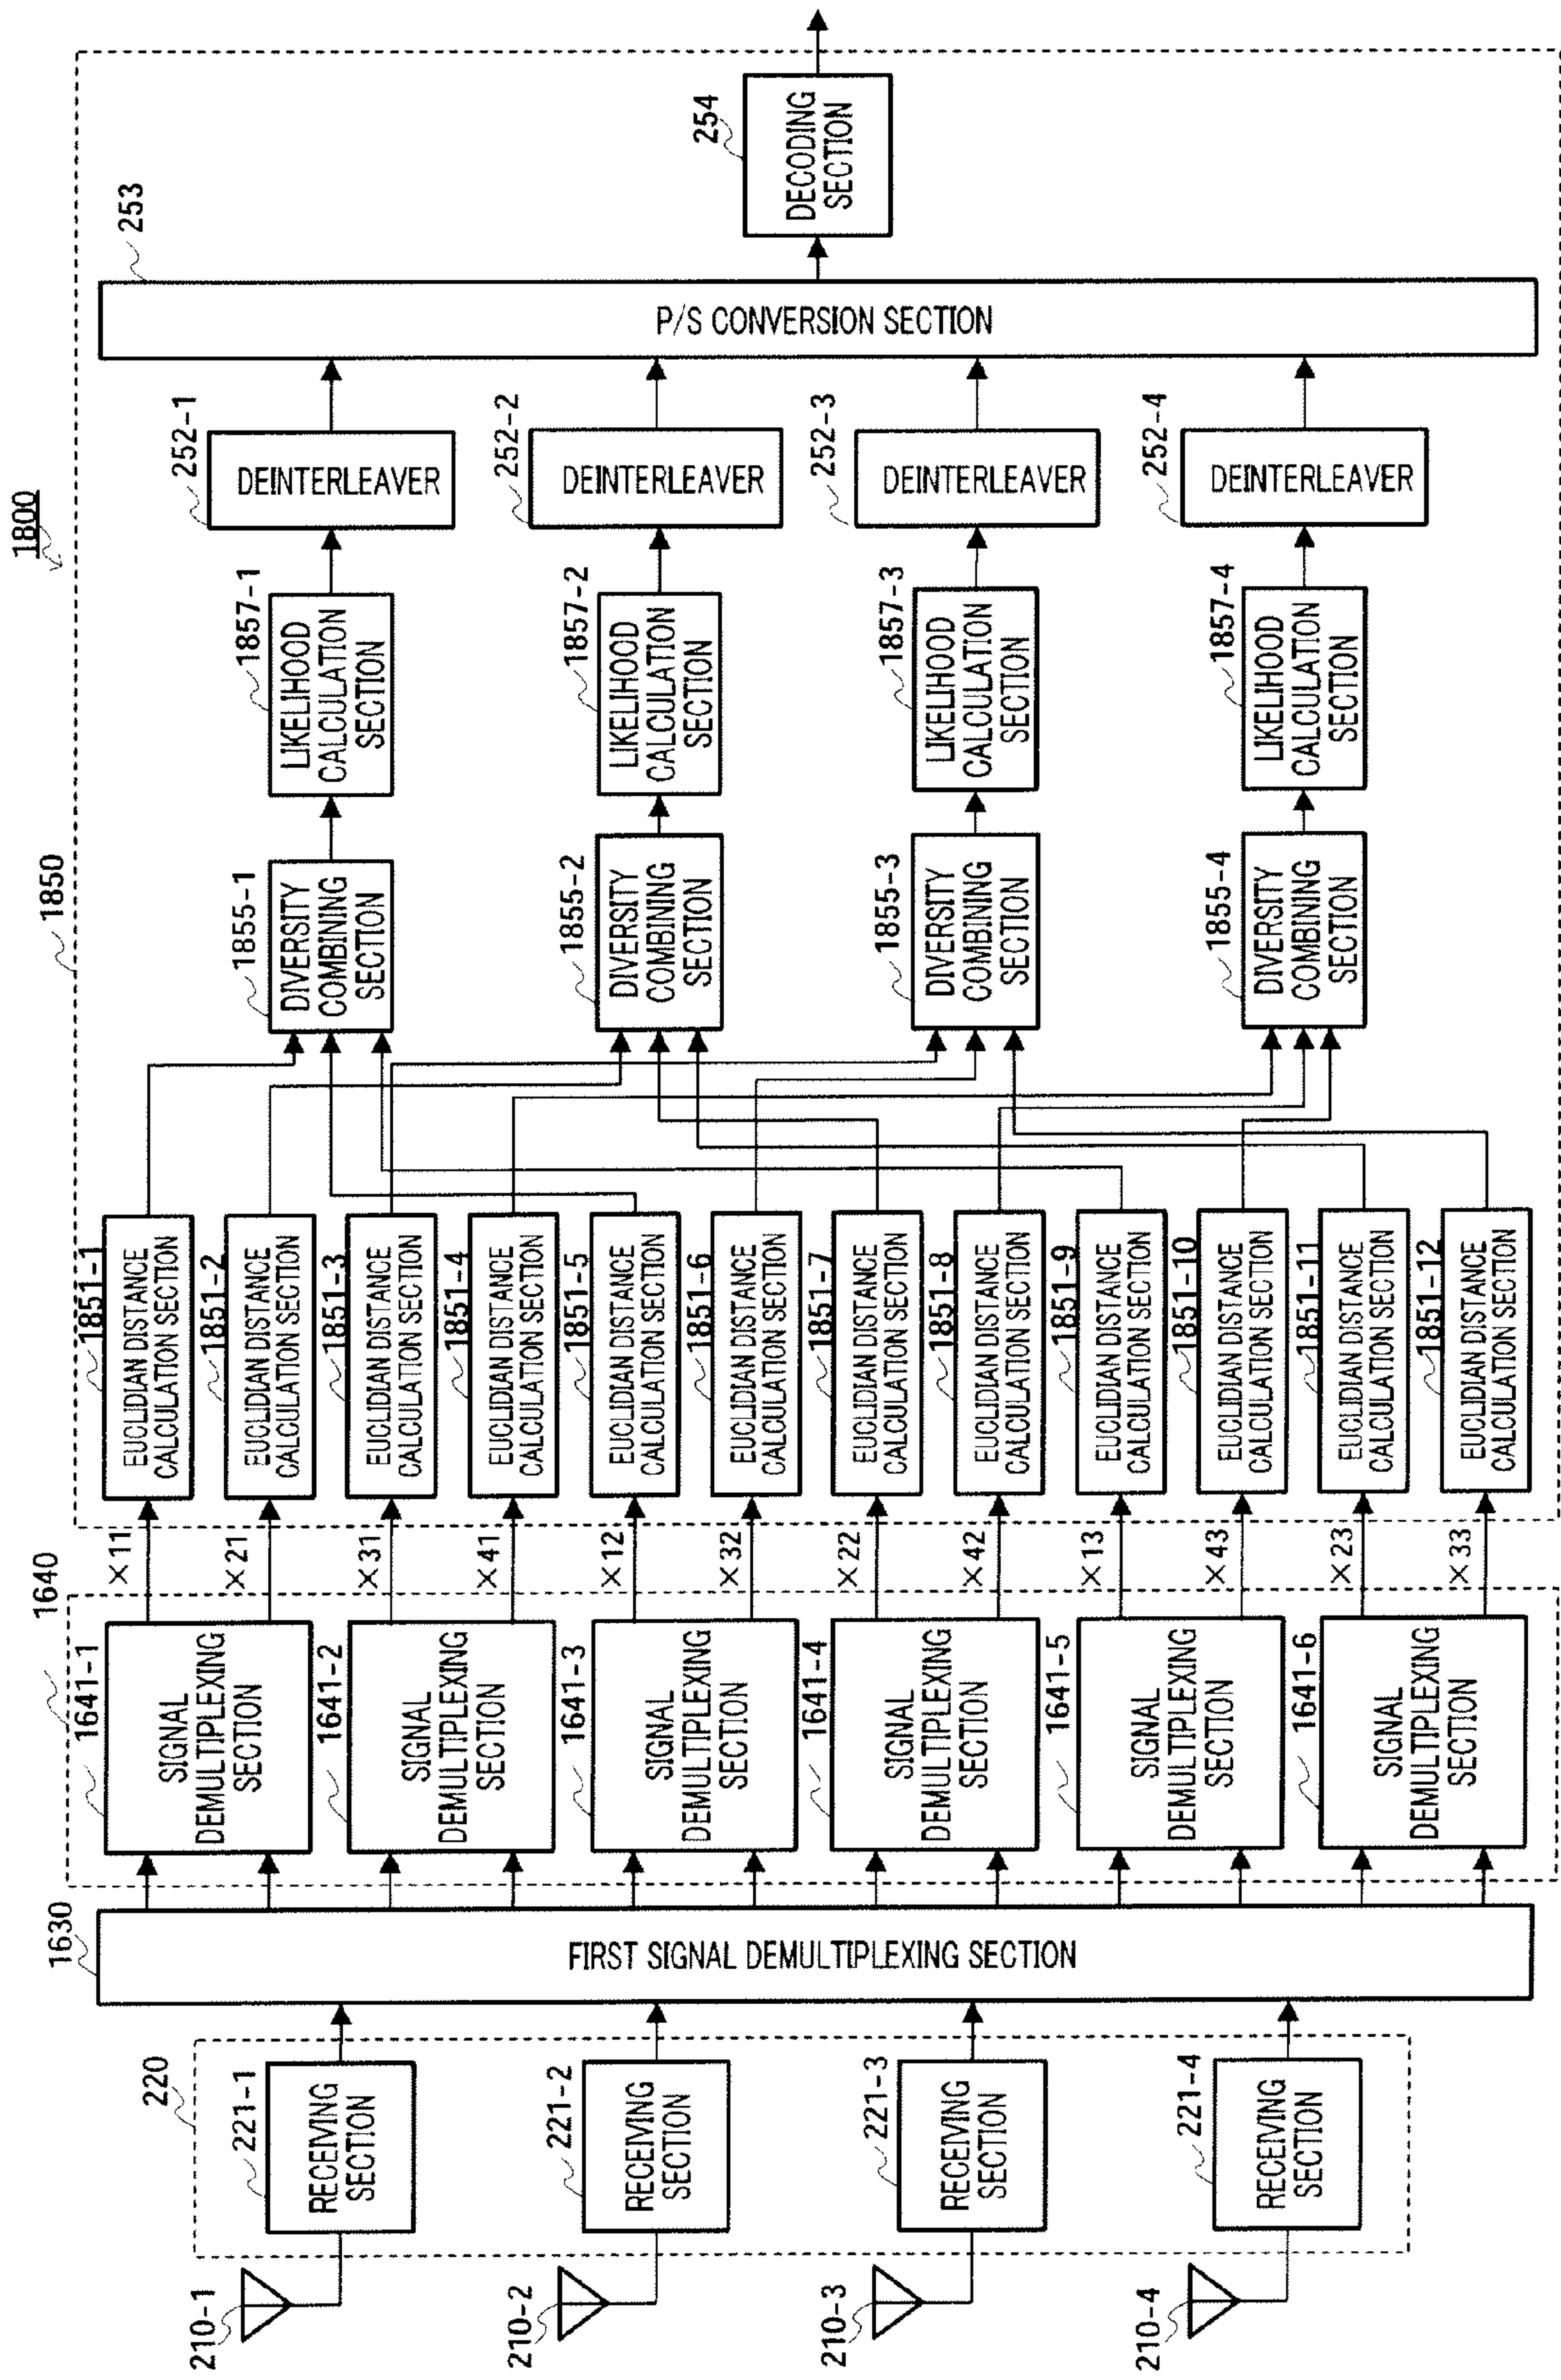 1800
210-1
210-2
210-3
210-4
220
221-1
RECEIVING
SECTION
221-2
RECEIVING
SECTION
221-3
RECEIVING
SECTION
221-4
RECEIVING
SECTION
1630
FIRST SIGNAL DEMULTIPLEXING SECTION
1640
1641-1
SIGNAL
DEMULTIPLEXING
SECTION
1641-2
SIGNAL
DEMULTIPLEXING
SECTION
1641-3
SIGNAL
DEMULTIPLEXING
SECTION
1641-4
SIGNAL
DEMULTIPLEXING
SECTION
1641-5
SIGNAL
DEMULTIPLEXING
SECTION
1641-6
SIGNAL
DEMULTIPLEXING
SECTION
×11
×21
×31
×41
×12
×32
×22
×42
×13
×43
×23
×33
1850
1851-1
EUCLIDIAN DISTANCE
CALCULATION SECTION
1851-2
EUCLIDIAN DISTANCE
CALCULATION SECTION
1851-3
EUCLIDIAN DISTANCE
CALCULATION SECTION
1851-4
EUCLIDIAN DISTANCE
CALCULATION SECTION
1851-5
EUCLIDIAN DISTANCE
CALCULATION SECTION
1851-6
EUCLIDIAN DISTANCE
CALCULATION SECTION
1851-7
EUCLIDIAN DISTANCE
CALCULATION SECTION
1851-8
EUCLIDIAN DISTANCE
CALCULATION SECTION
1851-9
EUCLIDIAN DISTANCE
CALCULATION SECTION
1851-10
EUCLIDIAN DISTANCE
CALCULATION SECTION
1851-11
EUCLIDIAN DISTANCE
CALCULATION SECTION
1851-12
EUCLIDIAN DISTANCE
CALCULATION SECTION
1855-1
DIVERSITY
COMBINING
SECTION
1855-2
DIVERSITY
COMBINING
SECTION
1855-3
DIVERSITY
COMBINING
SECTION
1855-4
DIVERSITY
COMBINING
SECTION
1857-1
LIKELIHOOD
CALCULATION
SECTION
1857-2
LIKELIHOOD
CALCULATION
SECTION
1857-3
LIKELIHOOD
CALCULATION
SECTION
1857-4
LIKELIHOOD
CALCULATION
SECTION
252-1
DEINTERLEAVER
252-2
DEINTERLEAVER
252-3
DEINTERLEAVER
252-4
DEINTERLEAVER
253
P/S CONVERSION SECTION
254
DECODING
SECTION